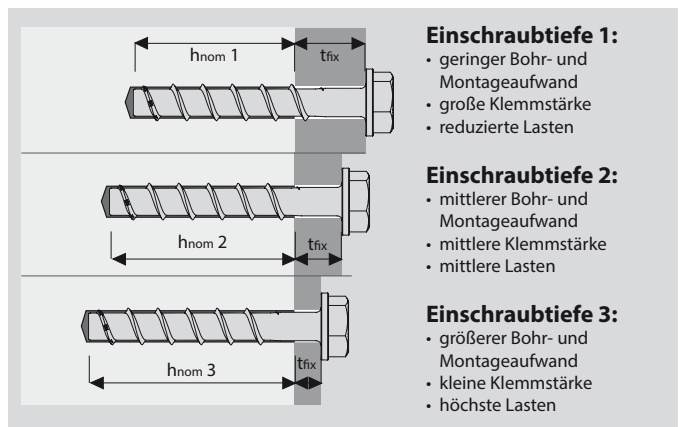 hnom 1
tfix
hnom 2
tfix
hnom 3
tfix
Einschraubtiefe 1:
• geringer Bohr- und
Montageaufwand
• große Klemmstärke
• reduzierte Lasten
Einschraubtiefe 2:
• mittlerer Bohr- und
Montageaufwand
• mittlere Klemmstärke
• mittlere Lasten
Einschraubtiefe 3:
• größerer Bohr- und
Montageaufwand
• kleine Klemmstärke
• höchste Lasten